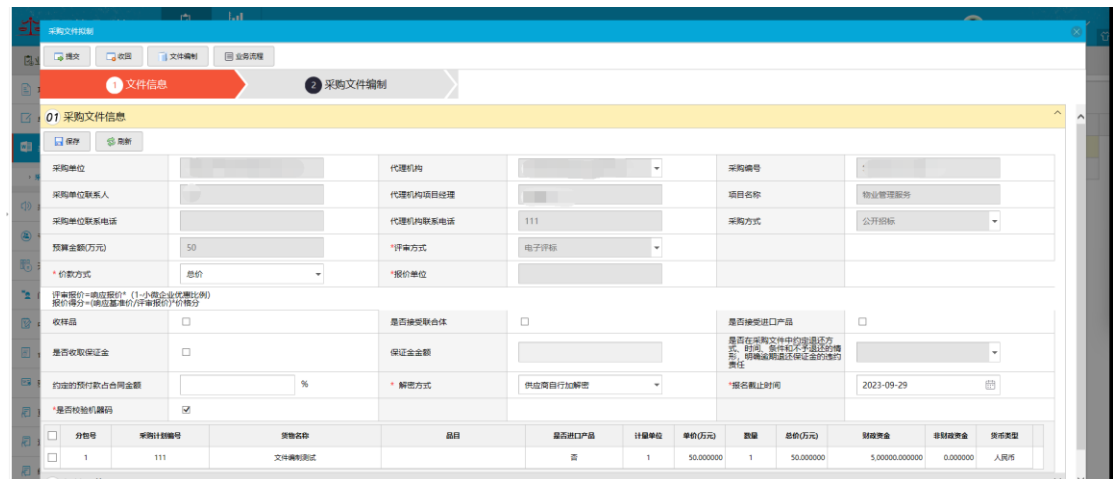 采购文件拟制
提交 收回 文件编制 业务流程
1 文件信息 2 采购文件编制
01 采购文件信息
保存 刷新
采购单位 代理机构 采购编号
采购单位联系人 代理机构项目经理 项目名称 物业管理服务
采购单位联系电话 代理机构联系电话 111 采购方式 公开招标
预算金额(万元) 50 *评审方式 电子评标
* 价款方式 总价 *报价单位
评审报价=响应报价* (1-小微企业优惠比例)
报价得分=(响应基准价/评审报价)*价格分
收样品 是否接受联合体 是否接受进口产品
是否收取保证金 保证金金额 是否在采购文件中约定退还方
式、时间、条件和不予退还的情
形，明确逾期退还保证金的违约
责任
约定的预付款占合同金额 % * 解密方式 供应商自行加解密 *报名截止时间 2023-09-29
*是否校验机器码
分包号 采购计划编号 货物名称 品目 是否进口产品 计量单位 单价(万元) 数量 总价(万元) 财政资金 非财政资金 货币类型
1 111 文件编制测试 否 1 50.000000 1 50.000000 5,00000.000000 0.000000 人民币